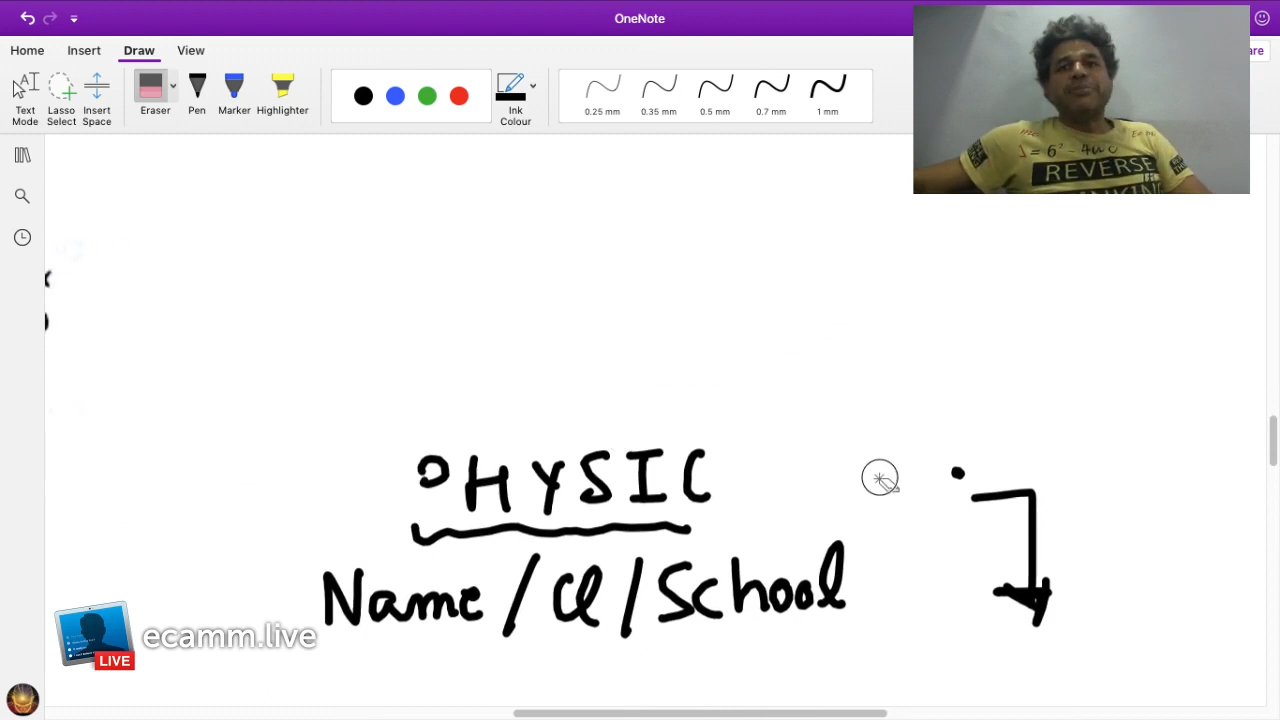 OneNote
Home Insert Draw View
are
Text Mode
Lasso Select
Insert Space
Eraser
Pen
Marker
Highlighter
Ink Colour
0.25 mm 0.35 mm 0.5 mm 0.7 mm 1 mm
REVERSE
PHYSIC
Name / Cl / School
ecamm.live
LIVE